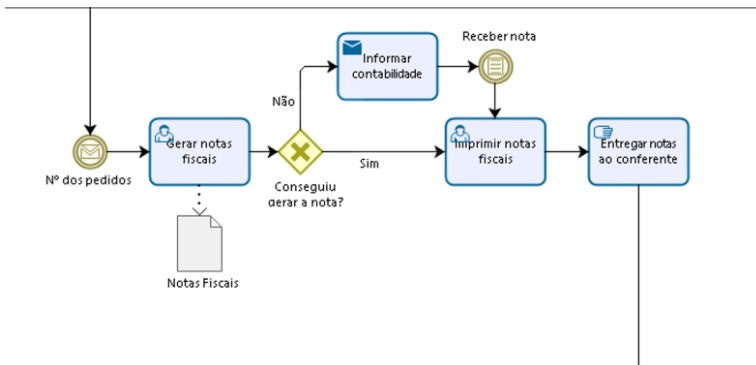 Receber nota
Informar
contabilidade
Não
Gerar notas
fiscais
Imprimir notas
fiscais
Entregar notas
ao conferente
Sim
Nº dos pedidos
Conseguiu
gerar a nota?
Notas Fiscais